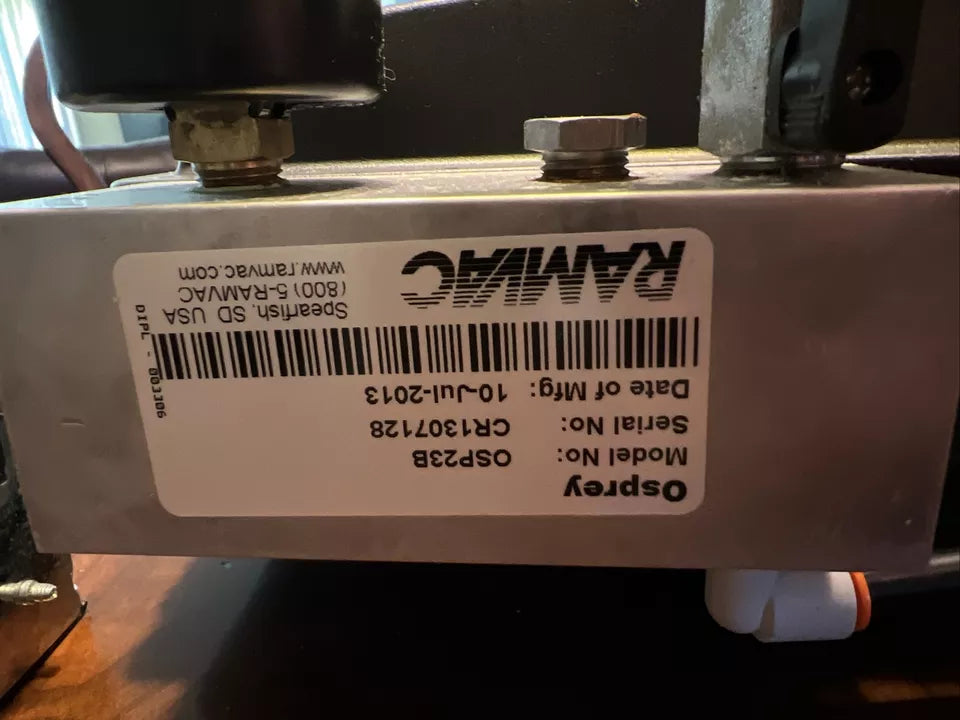 Osprey
Model No: OSP23B
Serial No: CR1307128
Date of Mfg: 10-Jul-2013
DIPL - 003306
RAMVAC
Spearfish, SD USA
(800) 5-RAMVAC
www.ramvac.com